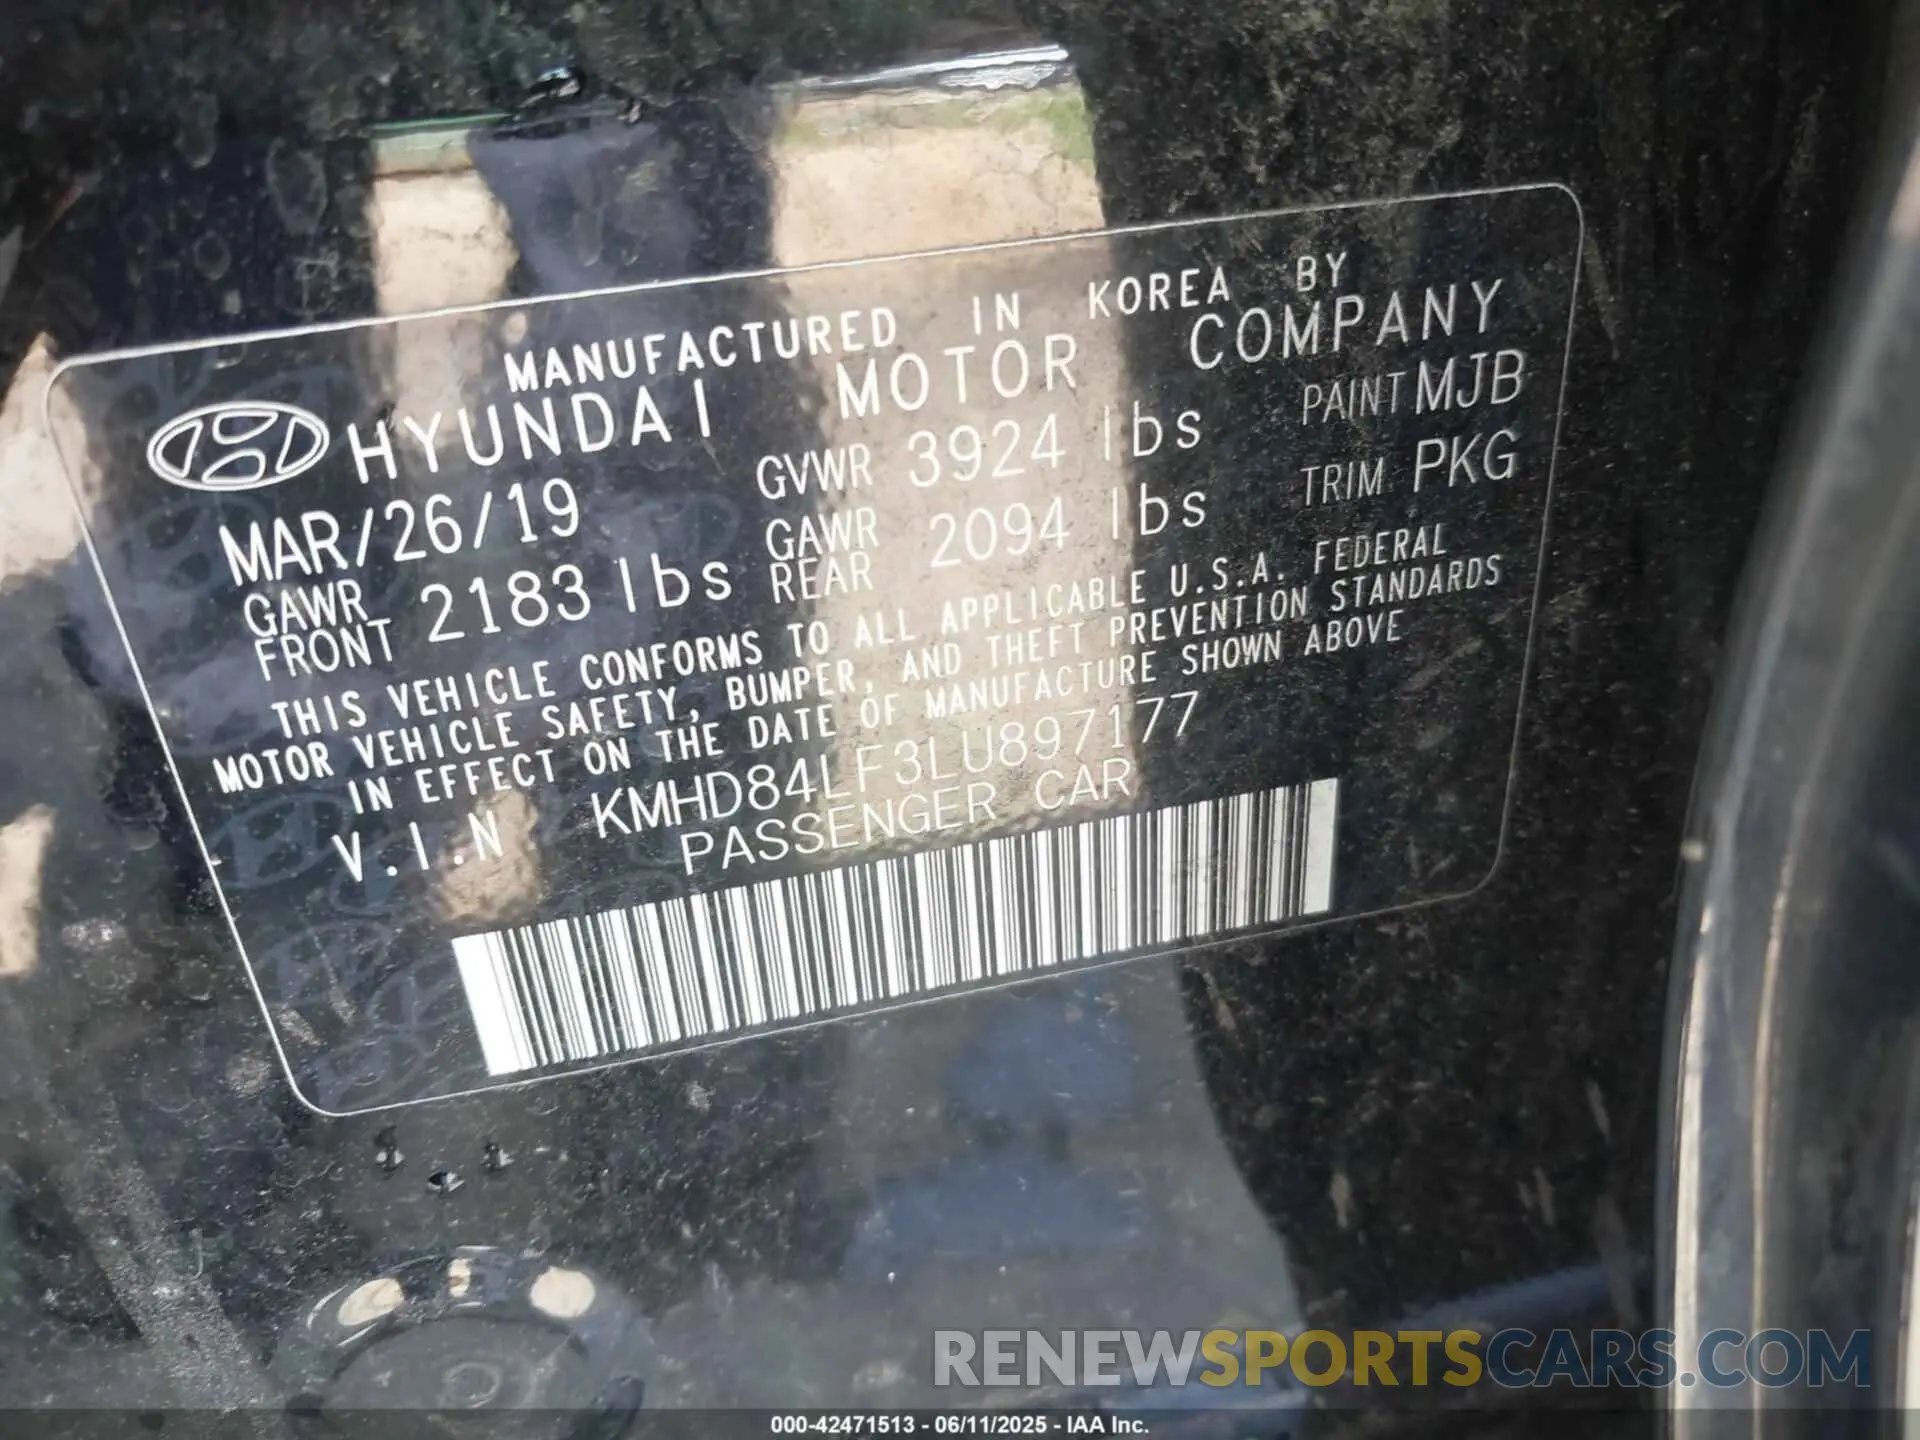 MANUFACTURED IN KOREA BY
HYUNDAI MOTOR COMPANY
MAR/26/19 GVWR 3924 lbs PAINT MJB
GAWR FRONT 2183 lbs GAWR REAR 2094 lbs TRIM PKG
THIS VEHICLE CONFORMS TO ALL APPLICABLE U.S.A. FEDERAL
MOTOR VEHICLE SAFETY, BUMPER, AND THEFT PREVENTION STANDARDS
IN EFFECT ON THE DATE OF MANUFACTURE SHOWN ABOVE
V.I.N KMHD84LF3LU897177
PASSENGER CAR
RENEWSPORTSCARS.COM
000-42471513 - 06/11/2025 - IAA Inc.